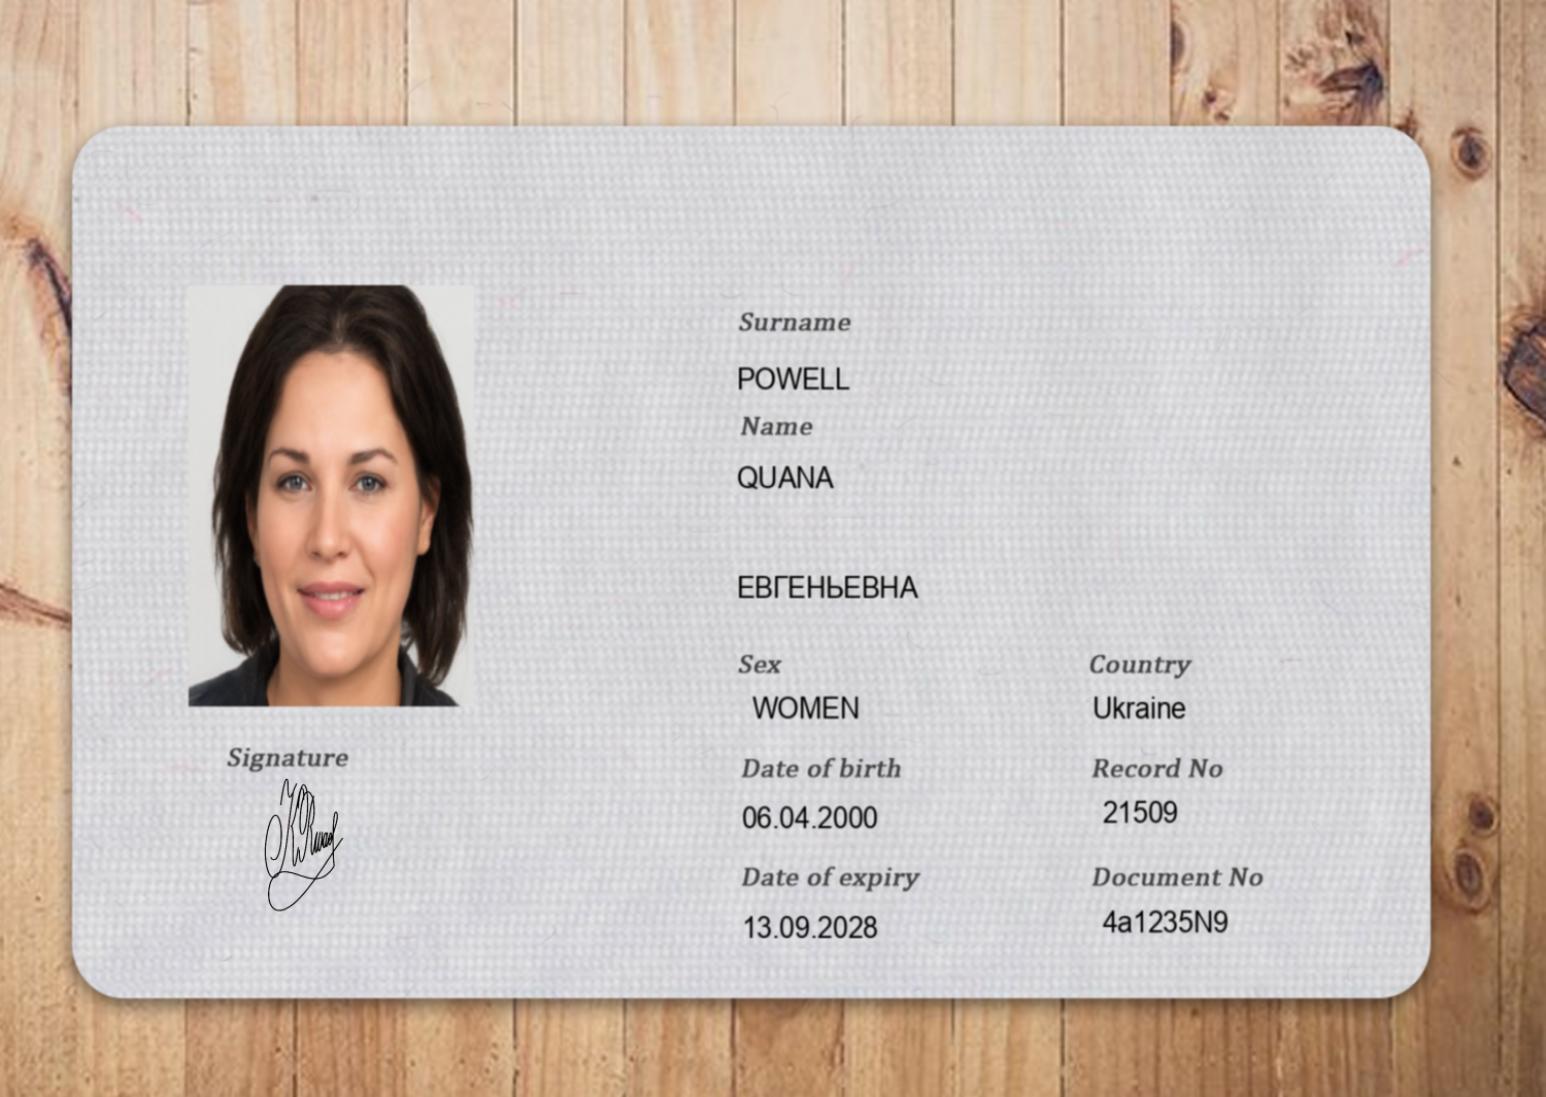 Surname
POWELL
Name
QUANA
ЕВГЕНЬЕВНА
Sex
Country
WOMEN
Ukraine
Date of birth
Record No
06.04.2000
21509
Signature
Date of expiry
Document No
13.09.2028
4a1235N9